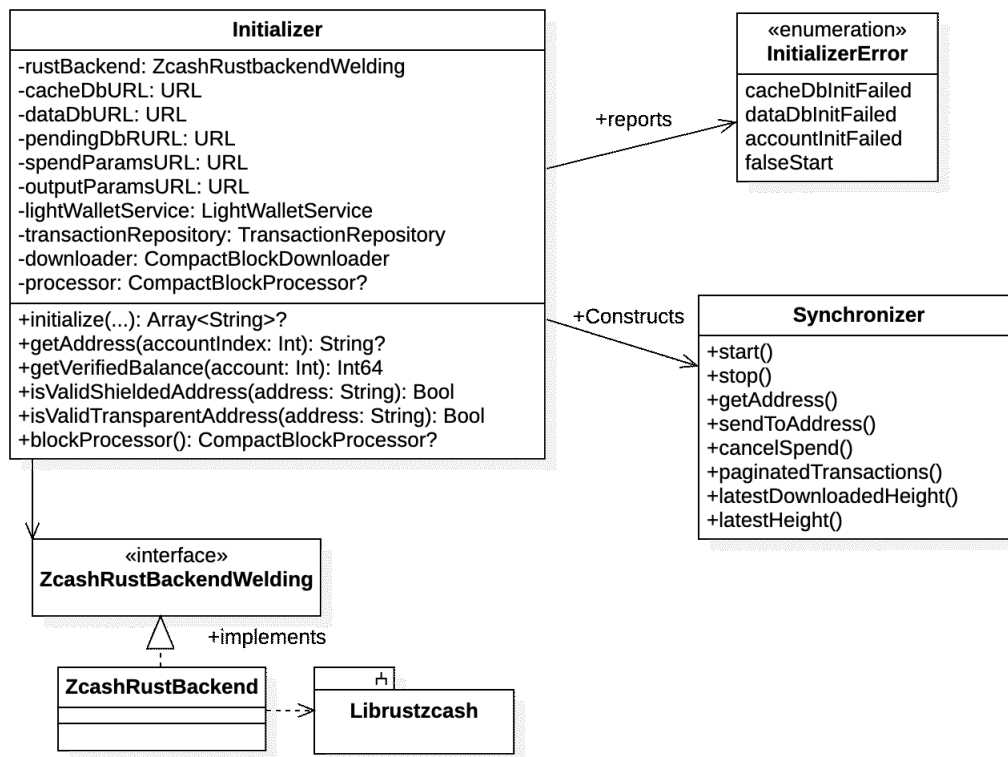 Initializer
-rustBackend: ZcashRustbackendWelding
-cacheDbURL: URL
-dataDbURL: URL
-pendingDbRURL: URL
-spendParamsURL: URL
-outputParamsURL: URL
-lightWalletService: LightWalletService
-transactionRepository: TransactionRepository
-downloader: CompactBlockDownloader
-processor: CompactBlockProcessor?
+initialize(...): Array<String>?
+getAddress(accountIndex: Int): String?
+getVerifiedBalance(account: Int): Int64
+isValidShieldedAddress(address: String): Bool
+isValidTransparentAddress(address: String): Bool
+blockProcessor(): CompactBlockProcessor?
+reports
«enumeration»
InitializerError
cacheDbInitFailed
dataDbInitFailed
accountInitFailed
falseStart
+Constructs
Synchronizer
+start()
+stop()
+getAddress()
+sendToAddress()
+cancelSpend()
+paginatedTransactions()
+latestDownloadedHeight()
+latestHeight()
«interface»
ZcashRustBackendWelding
+implements
ZcashRustBackend
Librustzcash